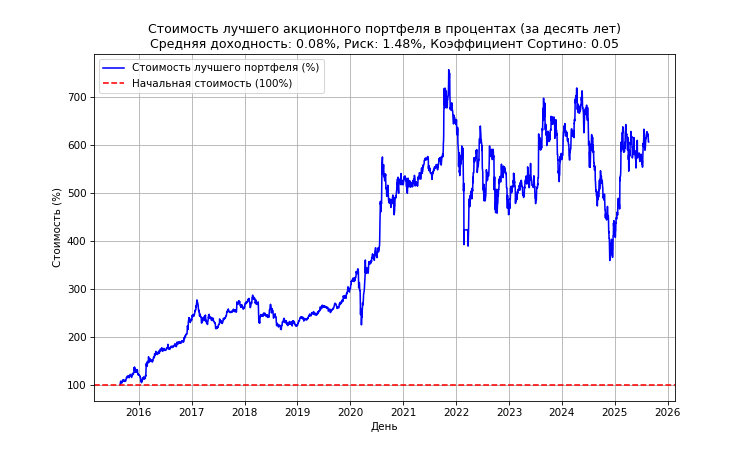 Стоимость лучшего акционного портфеля в процентах (за десять лет)
Средняя доходность: 0.08%, Риск: 1.48%, Коэффициент Сортино: 0.05
Стоимость лучшего портфеля (%)
Начальная стоимость (100%)
Стоимость (%)
700
600
500
400
300
200
100
2016 2017 2018 2019 2020 2021 2022 2023 2024 2025 2026
День